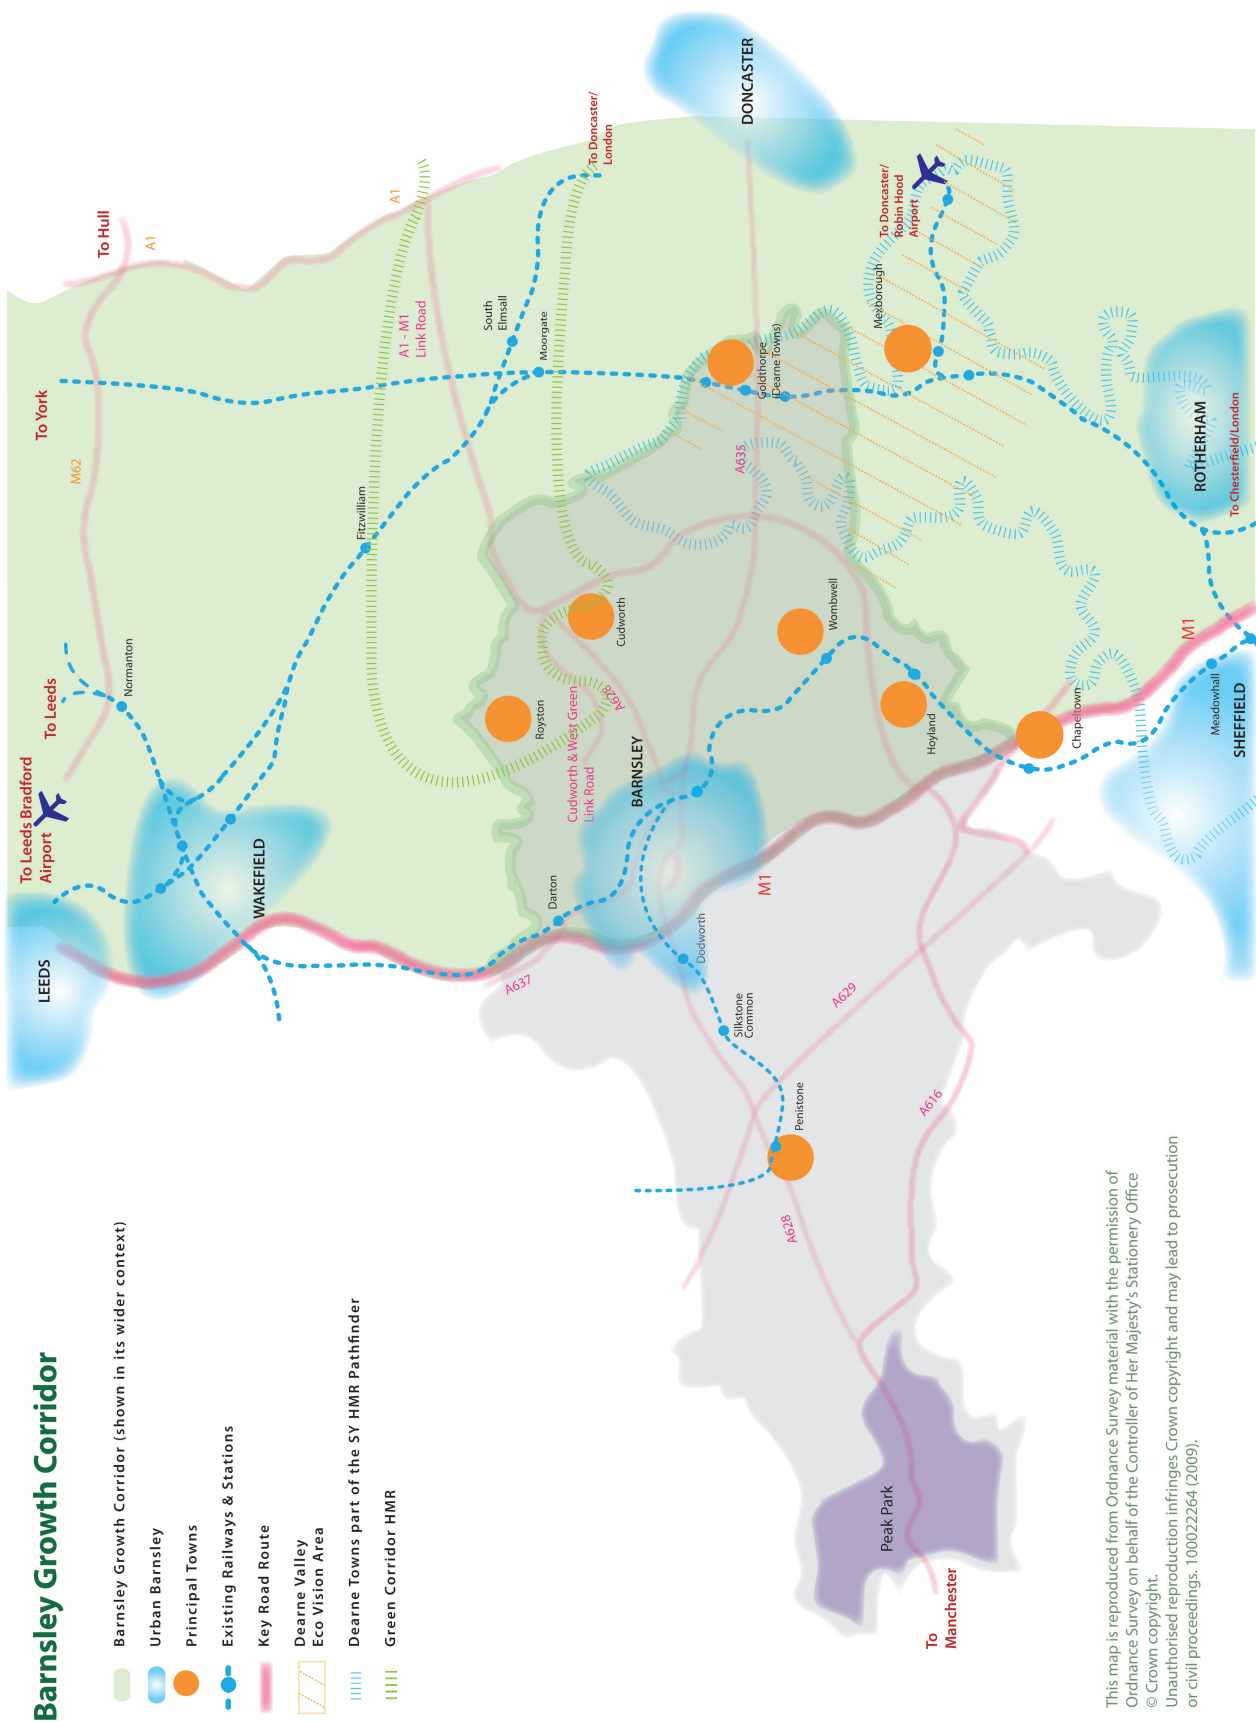 Barnsley Growth Corridor
Barnsley Growth Corridor (shown in its wider context)
Urban Barnsley
Principal Towns
Existing Railways & Stations
Key Road Route
Dearne Valley
Eco Vision Area
Dearne Towns part of the SY HMR Pathfinder
Green Corridor HMR
To Leeds Bradford
Airport
To Leeds
To York
To Hull
LEEDS
Normanton
M62
A1
WAKEFIELD
Fitzwilliam
A1
A1 - M1
Link Road
South
Elmsall
Moorgate
To Doncaster/
London
A637
Darton
Royston
Cudworth & West Green
Link Road
A628
Cudworth
BARNSLEY
DONCASTER
Dodworth
Silkstone
Common
M1
A635
Goldthorpe
(Dearne Towns)
Penistone
A628
A629
Wombwell
Mexborough
To Doncaster/
Robin Hood
Airport
Peak Park
A616
Hoyland
To
Manchester
Chapeltown
M1
ROTHERHAM
Meadowhall
SHEFFIELD
To Chesterfield/London
This map is reproduced from Ordnance Survey material with the permission of
Ordnance Survey on behalf of the Controller of Her Majesty's Stationery Office
© Crown copyright.
Unauthorised reproduction infringes Crown copyright and may lead to prosecution
or civil proceedings. 100022264 (2009).